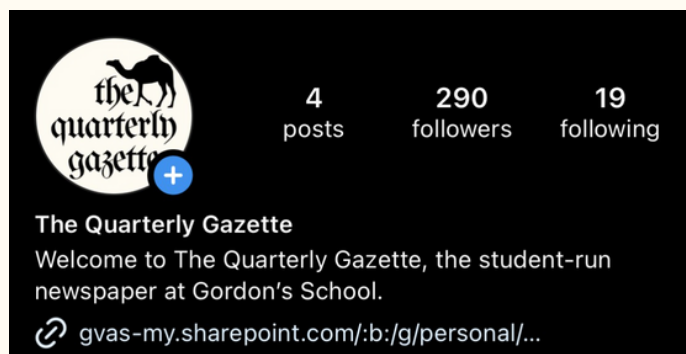 the
quarterly
gazette
4 290 19
posts followers following
The Quarterly Gazette
Welcome to The Quarterly Gazette, the student-run
newspaper at Gordon's School.
gvas-my.sharepoint.com/:b:/g/personal/...